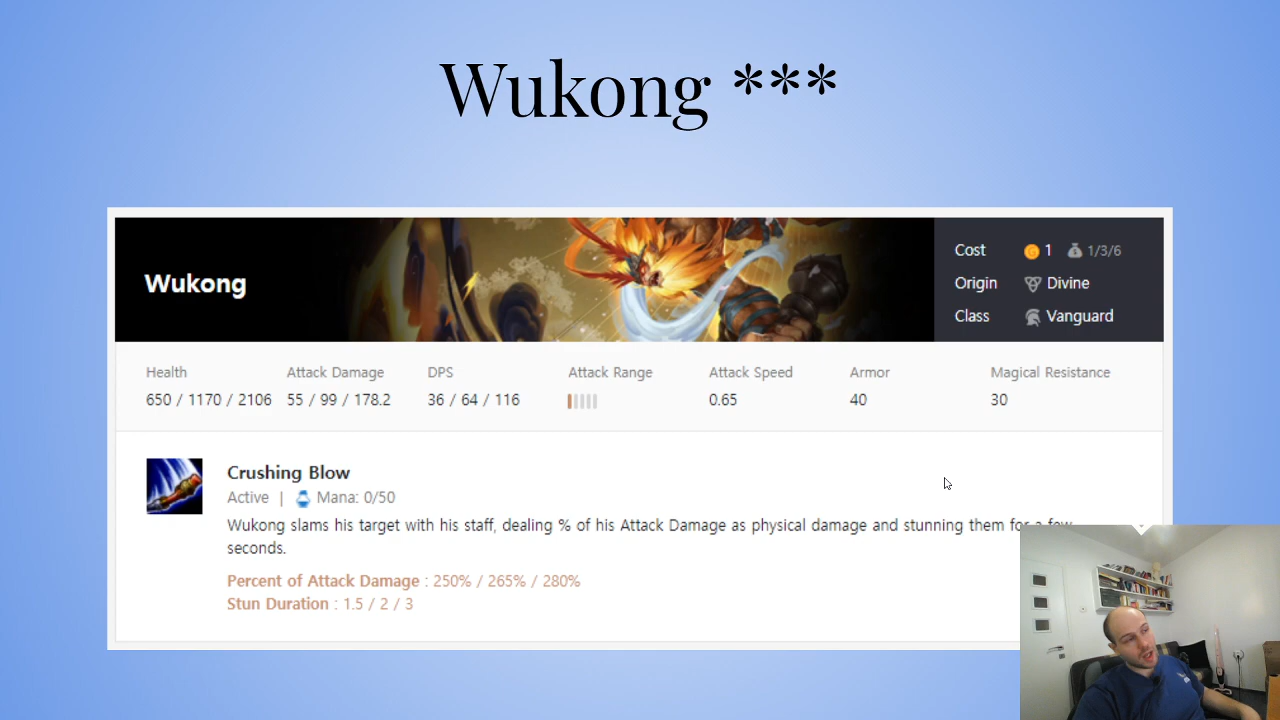 Wukong ***
Wukong
Cost 1 1/3/6
Origin Divine
Class Vanguard
Health Attack Damage DPS Attack Range Attack Speed Armor Magical Resistance
650 / 1170 / 2106 55 / 99 / 178.2 36 / 64 / 116 0.65 40 30
Crushing Blow
Active | Mana: 0/50
Wukong slams his target with his staff, dealing % of his Attack Damage as physical damage and stunning them for a few
seconds.
Percent of Attack Damage : 250% / 265% / 280%
Stun Duration : 1.5 / 2 / 3